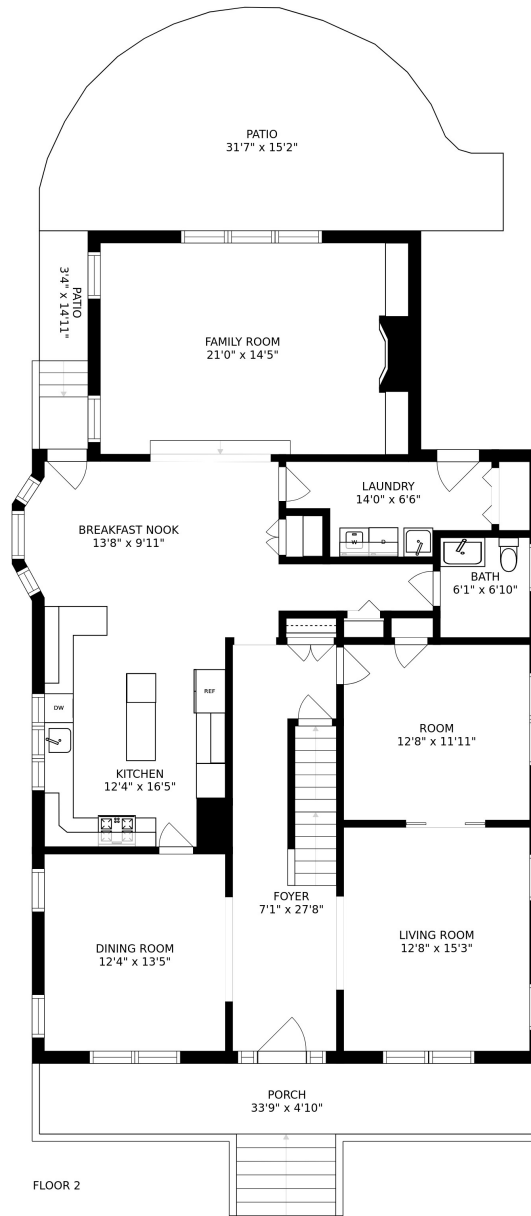 PATIO
31'7" x 15'2"
PATIO
3'4" x 14'11"
FAMILY ROOM
21'0" x 14'5"
LAUNDRY
14'0" x 6'6"
BREAKFAST NOOK
13'8" x 9'11"
W
D
BATH
6'1" x 6'10"
REF
DW
ROOM
12'8" x 11'11"
KITCHEN
12'4" x 16'5"
FOYER
7'1" x 27'8"
DINING ROOM
12'4" x 13'5"
LIVING ROOM
12'8" x 15'3"
PORCH
33'9" x 4'10"
FLOOR 2